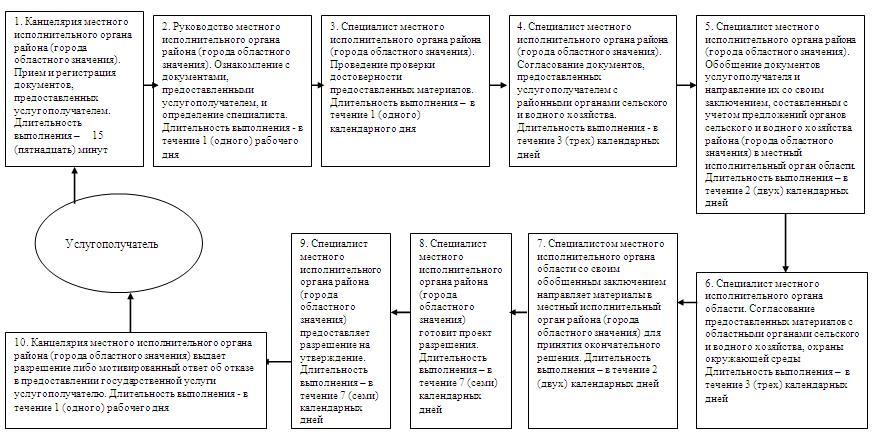 1. Канцелярия местного
исполнительного органа
района (города
областного значения).
Прием и регистрация
документов,
предоставленных
услугополучателем.
Длительность
выполнения – 15
(пятнадцать) минут
2. Руководство местного
исполнительного органа
района (города областного
значения). Ознакомление с
документами,
предоставленными
услугополучателем, и
определение специалиста.
Длительность выполнения - в
течение 1 (одного) рабочего
дня
3. Специалист местного
исполнительного органа района
(города областного значения).
Проведение проверки
достоверности
предоставленных материалов.
Длительность выполнения – в
течение 1 (одного)
календарного дня
4. Специалист местного
исполнительного органа района
(города областного значения).
Согласование документов,
предоставленных
услугополучателем с
районными органами сельского
и водного хозяйства.
Длительность выполнения - в
течение 3 (трех) календарных
дней
5. Специалист местного
исполнительного органа района
(города областного значения).
Обобщение документов
услугополучателя и
направление их со своим
заключением, составленным с
учетом предложений органов
сельского и водного хозяйства
района (города областного
значения) в местный
исполнительный орган области.
Длительность выполнения – в
течение 2 (двух) календарных
дней
Услугополучатель
9. Специалист
местного
исполнительного
органа района
(города
областного
значения)
предоставляет
разрешение на
утверждение.
Длительность
выполнения – в
течение 7 (семи)
календарных
дней
8. Специалист
местного
исполнительного
органа района
(города
областного
значения)
готовит проект
разрешения.
Длительность
выполнения – в
течение 7 (семи)
календарных
дней
7. Специалистом местного
исполнительного органа
области со своим
обобщенным заключением
направляет материалы в
местный исполнительный
орган района (города
областного значения) для
принятия окончательного
решения. Длительность
выполнения – в течение 2
(двух) календарных дней
6. Специалист местного
исполнительного органа
области. Согласование
предоставленных материалов с
областными органами сельского
и водного хозяйства, охраны
окружающей среды
Длительность выполнения – в
течение 3 (трех) календарных
дней
10. Канцелярия местного исполнительного органа
района (города областного значения) выдает
разрешение либо мотивированный ответ об отказе
в предоставлении государственной услуги
услугополучателю. Длительность выполнения - в
течение 1 (одного) рабочего дня